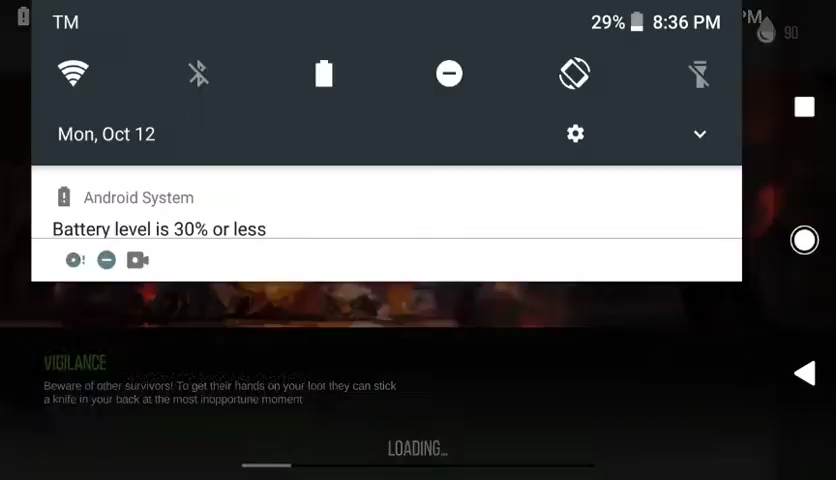 TM
29% 8:36 PM
PM
90
Mon, Oct 12
Android System
Battery level is 30% or less
VIGILANCE
Beware of other survivors! To get their hands on your loot they can stick
a knife in your back at the most inopportune moment
LOADING...